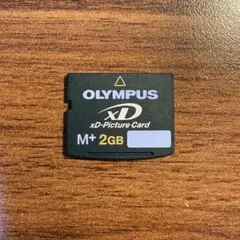 OLYMPUS
xD
xD-Picture Card
M+ 2GB